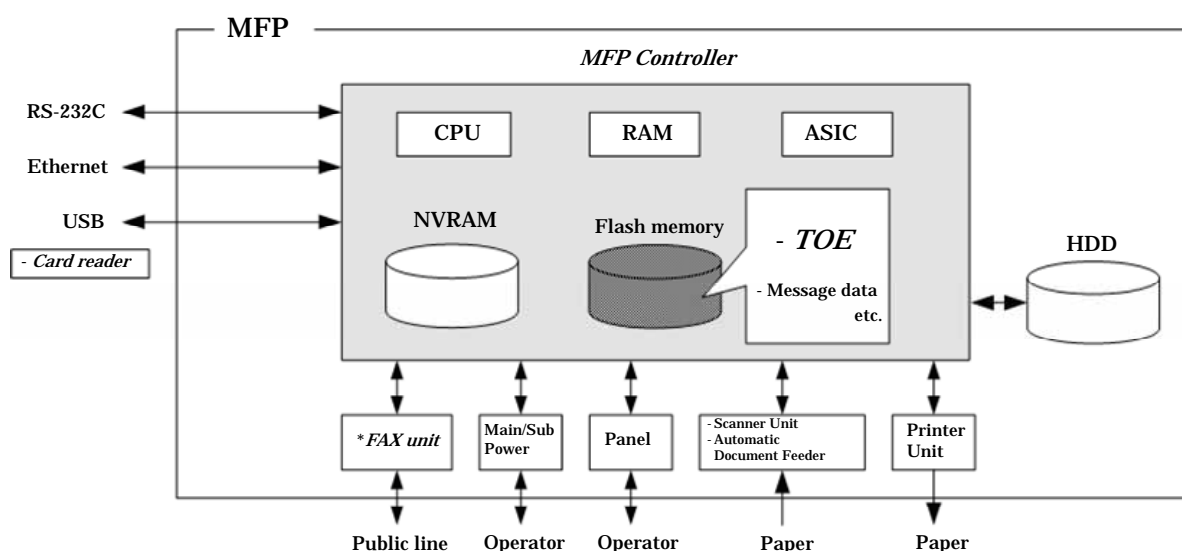 MFP
MFP Controller
RS-232C
Ethernet
USB
- Card reader
CPU
RAM
ASIC
NVRAM
Flash memory
- TOE
- Message data
etc.
HDD
*FAX unit
Main/Sub
Power
Panel
- Scanner Unit
- Automatic
Document Feeder
Printer
Unit
Public line
Operator
Operator
Paper
Paper